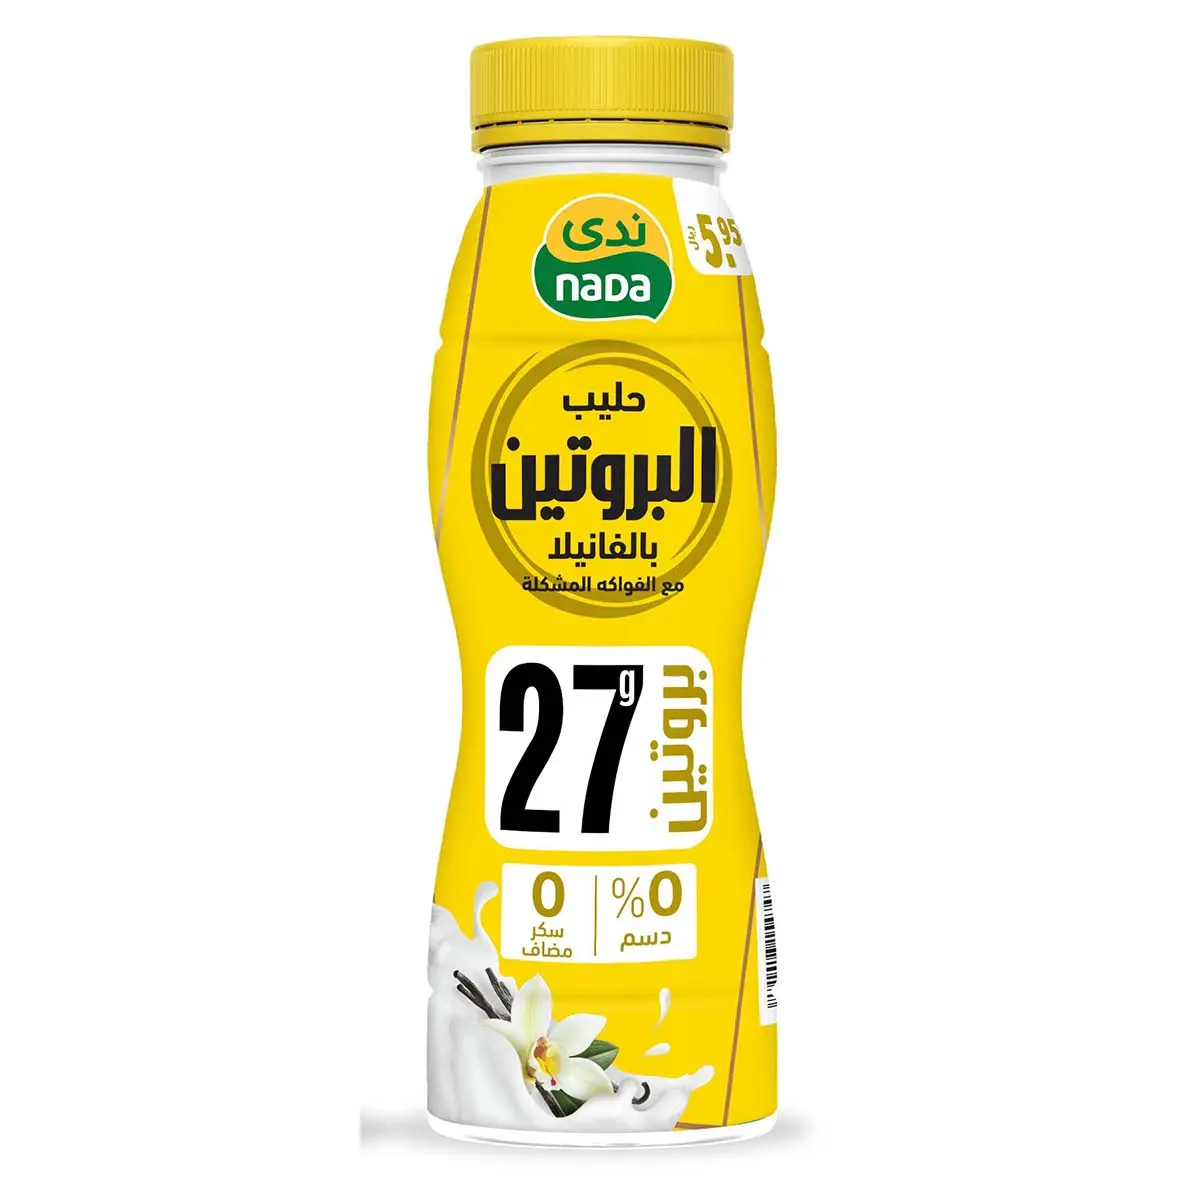 ندى
naDa
5.95 ريال
حليب
البروتين
بالفانيلا
مع الفواكه المشكلة
27g
بروتين
%0
دسم
0
سكر
مضاف